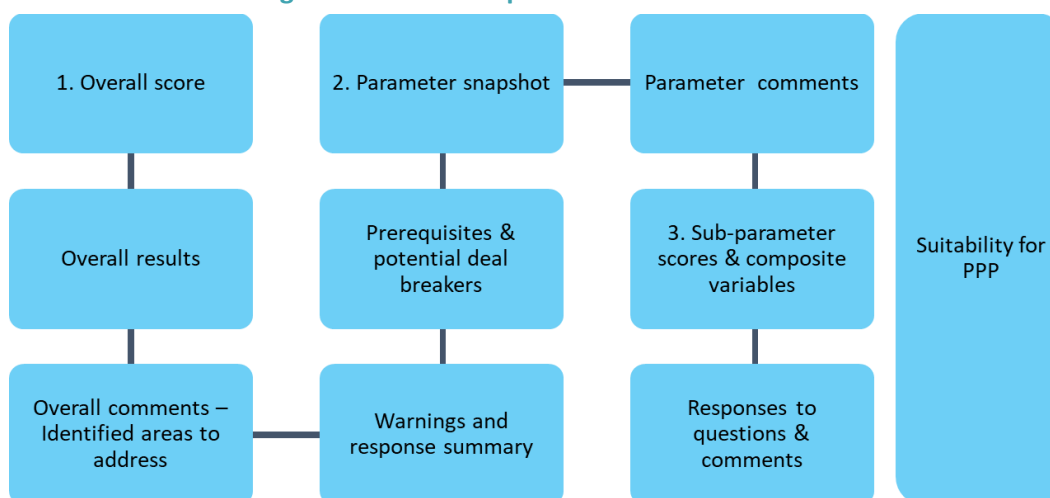 1. Overall score
2. Parameter snapshot
Parameter comments
Overall results
Prerequisites &
potential deal
breakers
3. Sub-parameter
scores & composite
variables
Suitability for
PPP
Overall comments –
Identified areas to
address
Warnings and
response summary
Responses to
questions &
comments